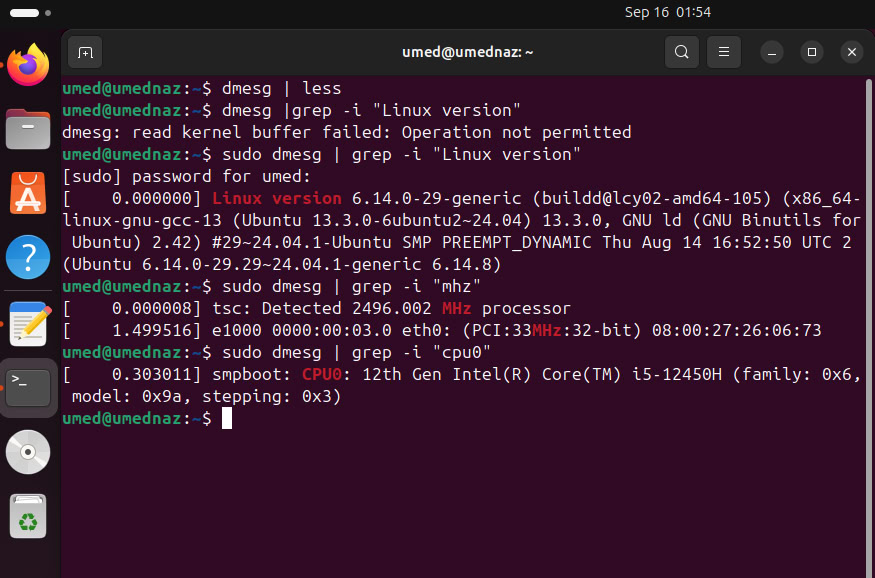 Sep 16 01:54
umed@umednaz: ~
umed@umednaz:~$ dmesg | less
umed@umednaz:~$ dmesg |grep -i "Linux version"
dmesg: read kernel buffer failed: Operation not permitted
umed@umednaz:~$ sudo dmesg | grep -i "Linux version"
[sudo] password for umed:
[    0.000000] Linux version 6.14.0-29-generic (buildd@lcy02-amd64-105) (x86_64-
linux-gnu-gcc-13 (Ubuntu 13.3.0-6ubuntu2~24.04) 13.3.0, GNU ld (GNU Binutils for
 Ubuntu) 2.42) #29~24.04.1-Ubuntu SMP PREEMPT_DYNAMIC Thu Aug 14 16:52:50 UTC 2
(Ubuntu 6.14.0-29.29~24.04.1-generic 6.14.8)
umed@umednaz:~$ sudo dmesg | grep -i "mhz"
[    0.000008] tsc: Detected 2496.002 MHz processor
[    1.499516] e1000 0000:00:03.0 eth0: (PCI:33MHz:32-bit) 08:00:27:26:06:73
umed@umednaz:~$ sudo dmesg | grep -i "cpu0"
[    0.303011] smpboot: CPU0: 12th Gen Intel(R) Core(TM) i5-12450H (family: 0x6,
 model: 0x9a, stepping: 0x3)
umed@umednaz:~$